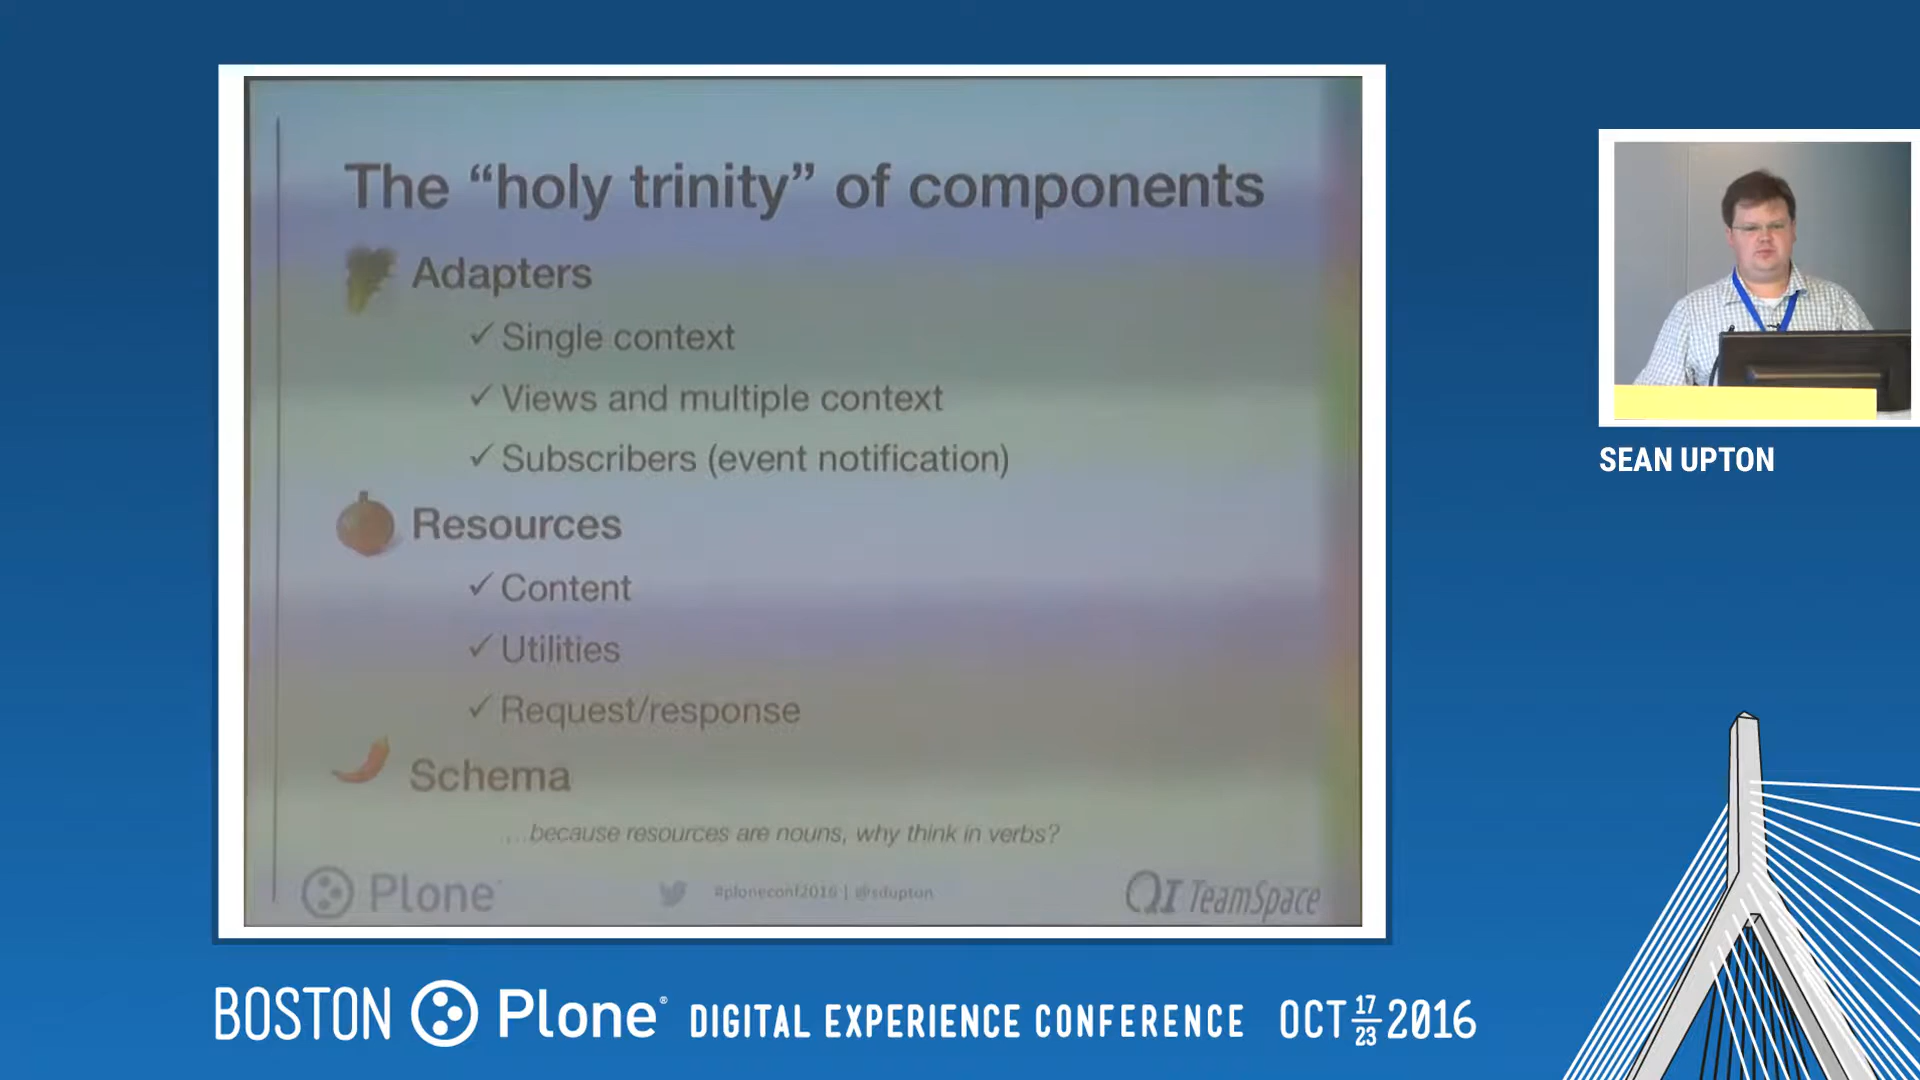 The “holy trinity” of components
Adapters
✓ Single context
✓ Views and multiple context
✓ Subscribers (event notification)
Resources
✓ Content
✓ Utilities
✓ Request/response
Schema
...because resources are nouns, why think in verbs?
Plone
#ploneconf2016 | @sdupton
QI TeamSpace
SEAN UPTON
BOSTON Plone® DIGITAL EXPERIENCE CONFERENCE OCT 17 23 2016